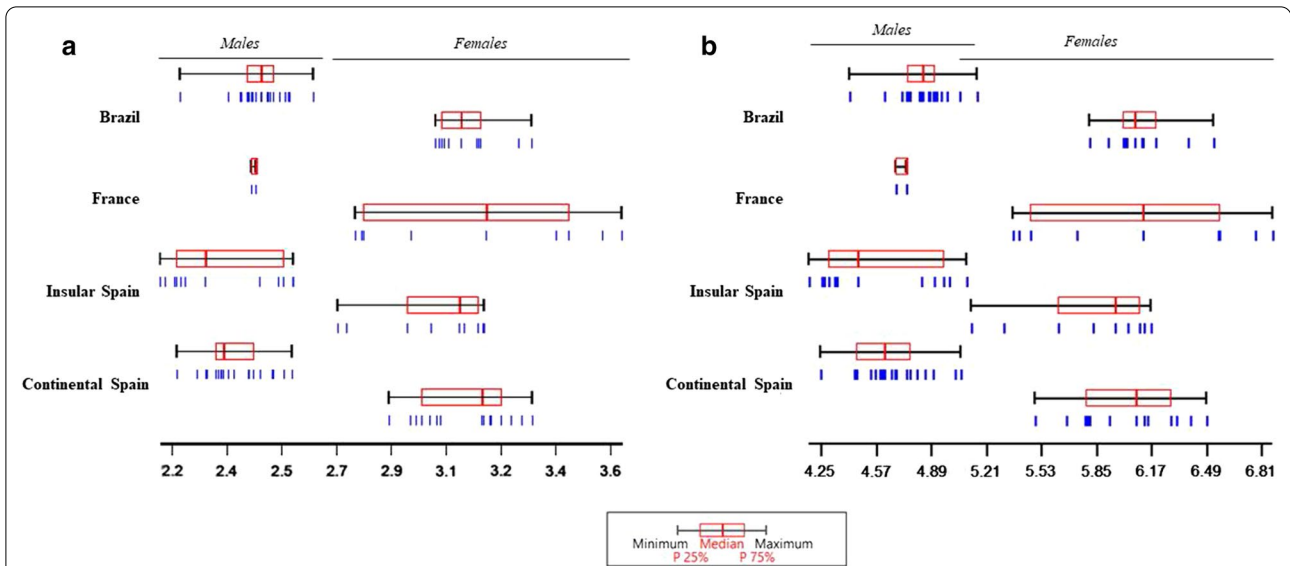 a
Males
Females
Brazil
France
Insular Spain
Continental Spain
2.2 2.4 2.5 2.7 2.9 3.1 3.2 3.4 3.6
b
Males
Females
Brazil
France
Insular Spain
Continental Spain
4.25 4.57 4.89 5.21 5.53 5.85 6.17 6.49 6.81
Minimum Median Maximum
P 25% P 75%